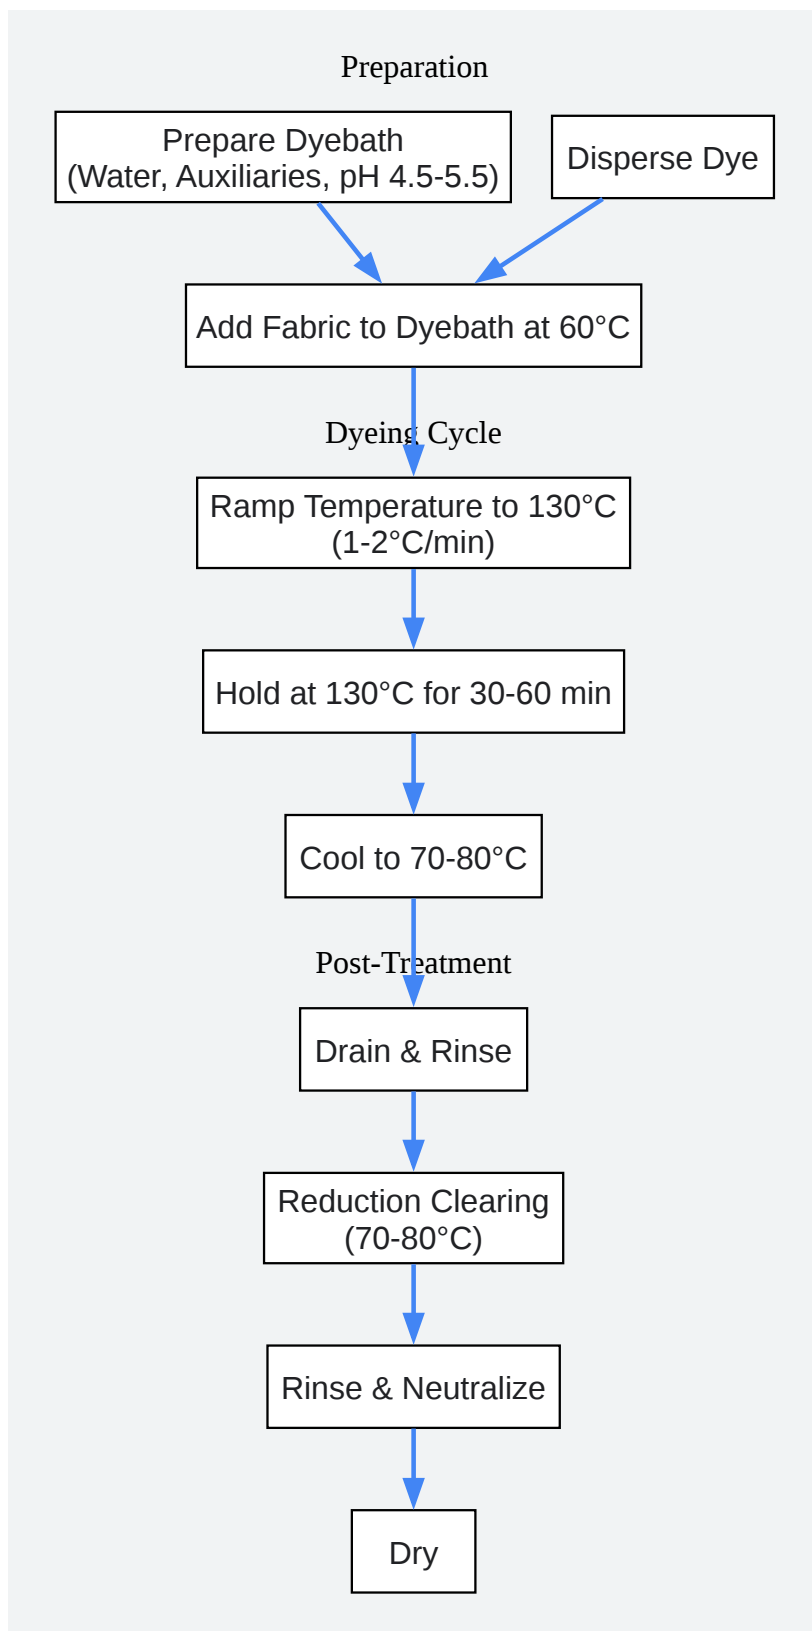 Preparation
Prepare Dyebath
(Water, Auxiliaries, pH 4.5-5.5)
Disperse Dye
Add Fabric to Dyebath at 60°C
Dyeing Cycle
Ramp Temperature to 130°C
(1-2°C/min)
Hold at 130°C for 30-60 min
Cool to 70-80°C
Post-Treatment
Drain & Rinse
Reduction Clearing
(70-80°C)
Rinse & Neutralize
Dry